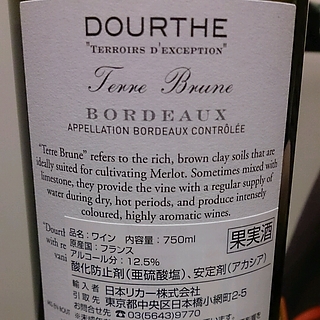 DOURTHE
"TERROIRS D'EXCEPTION"
Terre Brune
BORDEAUX
APPELLATION BORDEAUX CONTRÔLÉE
"Terre Brune" refers to the rich, brown clay soils that are
ideally suited for cultivating Merlot. Sometimes mixed with
limestone, they provide the vine with a regular supply of
water during dry, hot periods, and produce intensely
coloured, highly aromatic wines.
"Dourt
with re
vani
品名：ワイン 内容量：750ml
原産国：フランス
アルコール分：12.5%
果実酒
酸化防止剤(亜硫酸塩)、安定剤(アカシア)
輸入者 日本リカー株式会社
引取先 東京都中央区日本橋小網町2-5
☎03(5643)9770